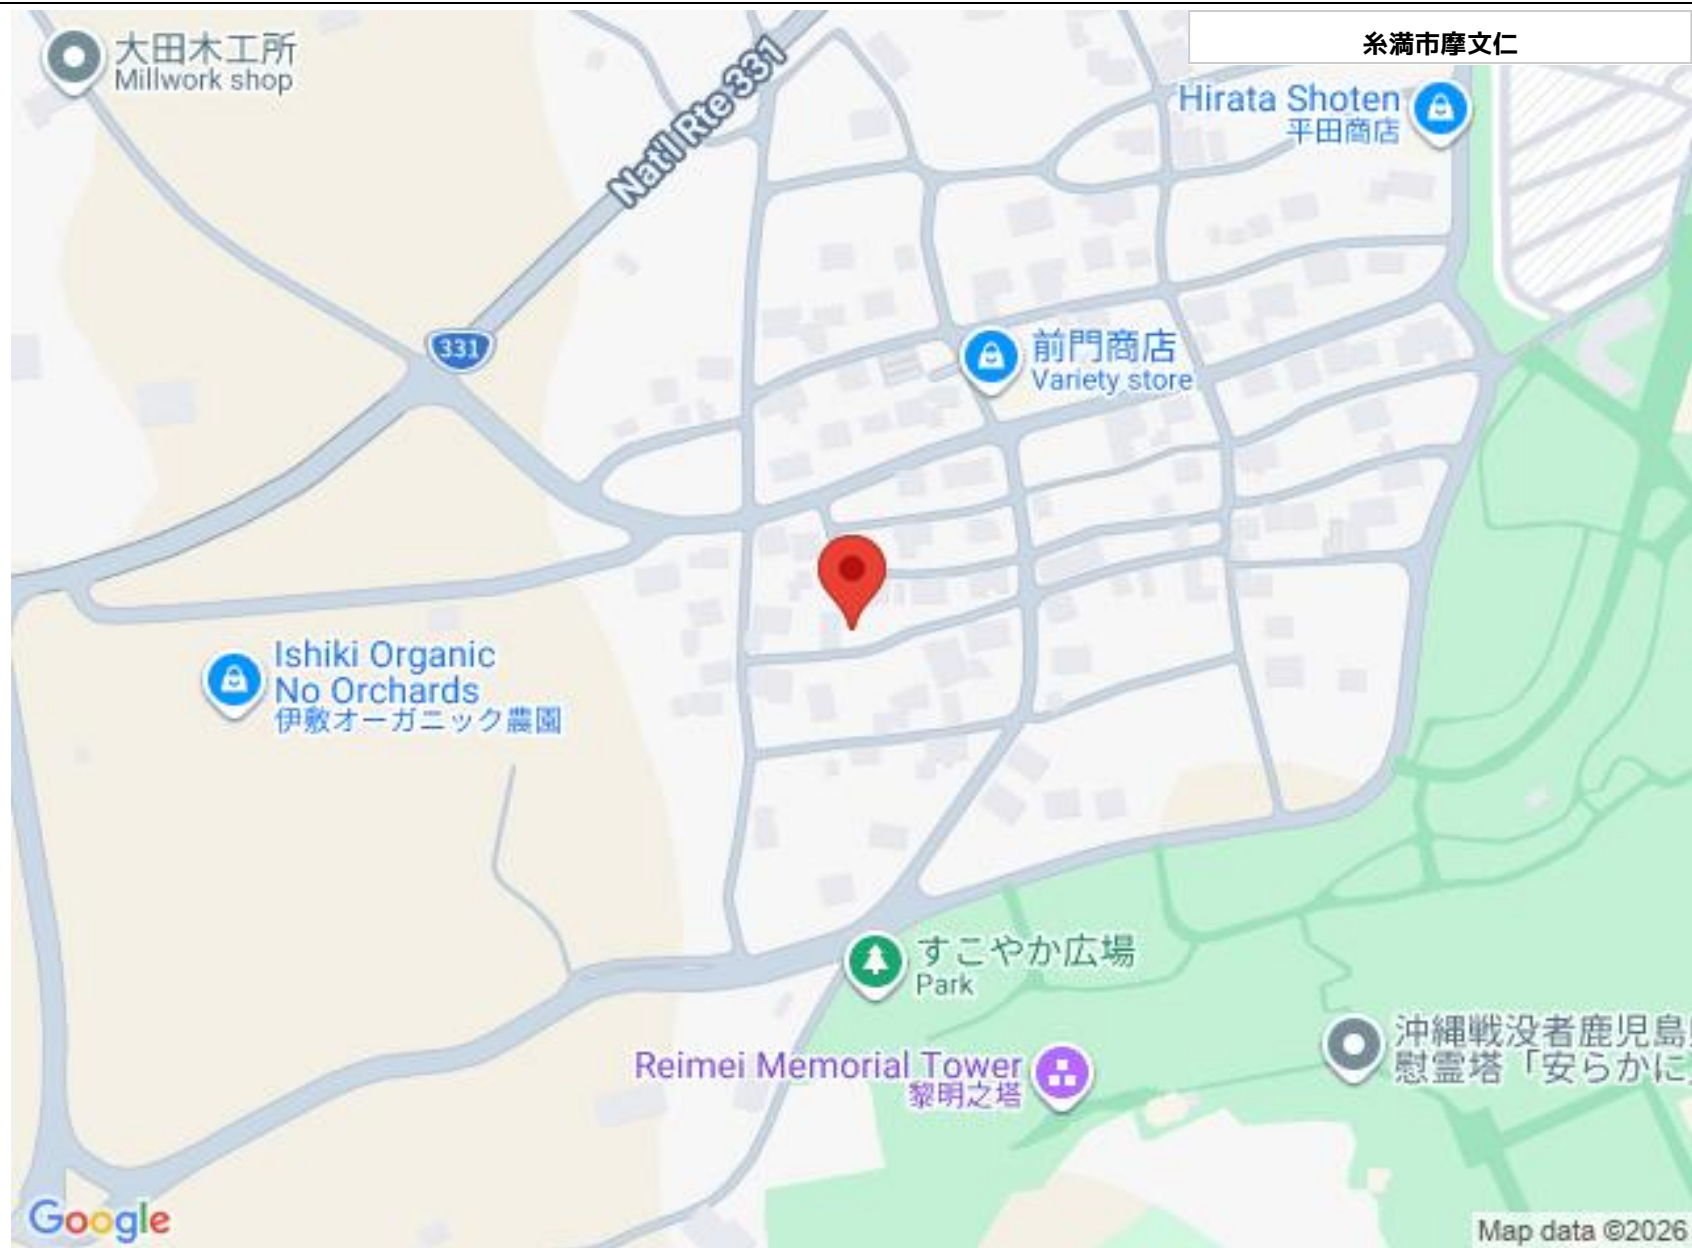 糸満市摩文仁
大田木工所
Millwork shop
Nat'l Rte 331
Hirata Shoten
平田商店
331
前門商店
Variety store
Ishiki Organic
No Orchards
伊敷オーガニック農園
すこやか広場
Park
沖縄戦没者鹿児島
慰霊塔「安らかに
Reimei Memorial Tower
黎明之塔
Google
Map data ©2026